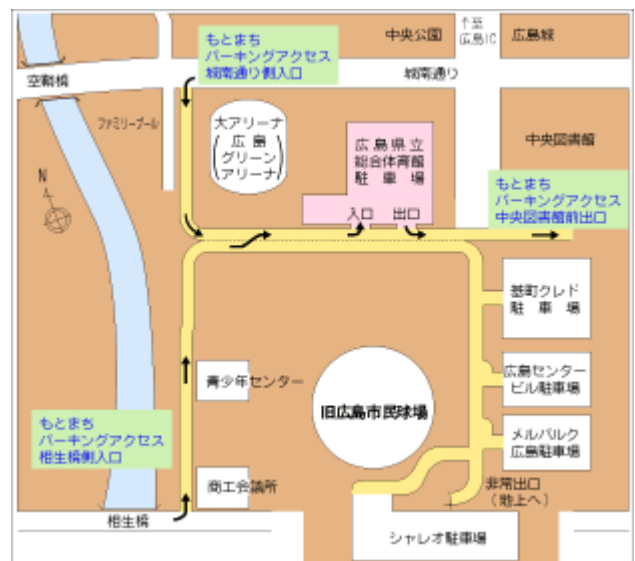 もとまち
パーキングアクセス
城南通り側入口
中央公園
↑至
広島IC
広島城
空鞘橋
城南通り
ファミリープール
大アリーナ
(広島
グリーン
アリーナ)
広島県立
総合体育館
駐車場
中央図書館
N
入口
出口
もとまち
パーキングアクセス
中央図書館前出口
基町クレド
駐車場
青少年センター
旧広島市民球場
広島センター
ビル駐車場
もとまち
パーキングアクセス
相生橋側入口
メルパルク
広島駐車場
商工会議所
非常出口
(地上へ)
相生橋
シャレオ駐車場